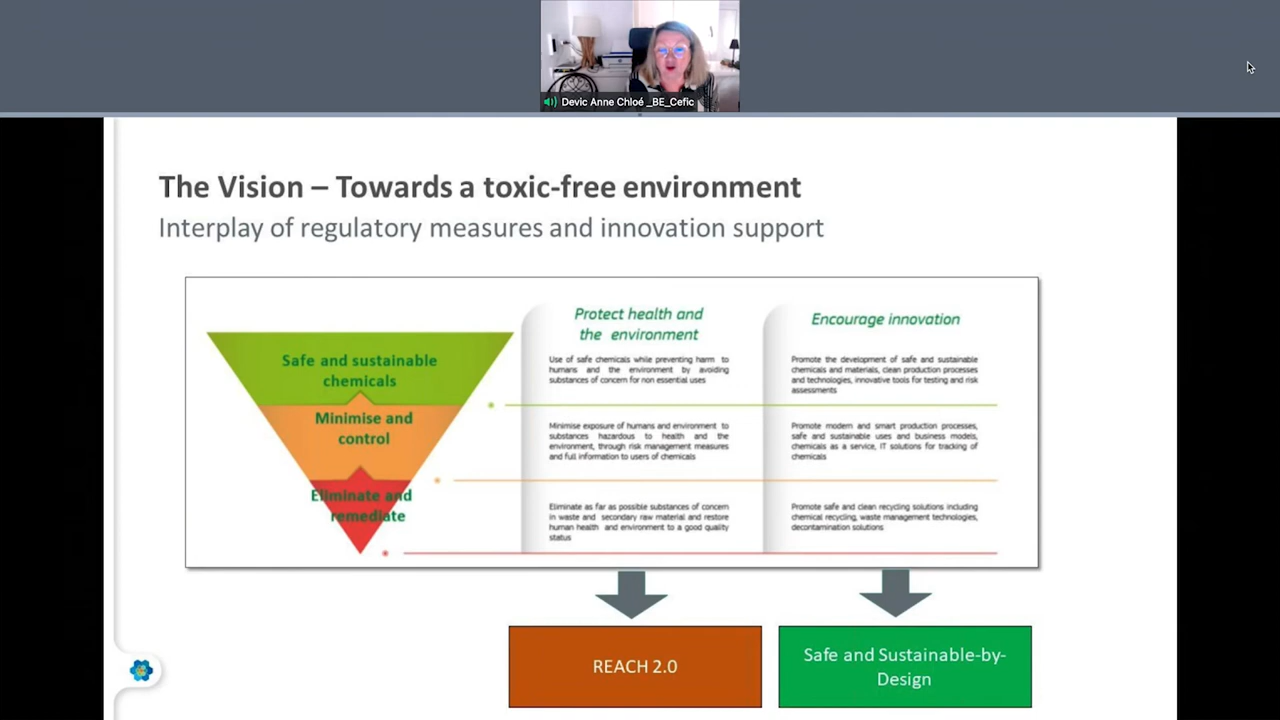 Devic Anne Chloé _BE_Cefic
The Vision – Towards a toxic-free environment
Interplay of regulatory measures and innovation support
Safe and sustainable
chemicals
Minimise and
control
Eliminate and
remediate
Protect health and
the environment
Use of safe chemicals while preventing harm to
humans and the environment by avoiding
substances of concern for non essential uses
Minimise exposure of humans and environment to
substances hazardous to health and the
environment, through risk management measures
and full information to users of chemicals
Eliminate as far as possible substances of concern
in waste and secondary raw material and restore
human health and environment to a good quality
status
Encourage innovation
Promote the development of safe and sustainable
chemicals and materials, clean production processes
and technologies, innovative tools for testing and risk
assessments
Promote modern and smart production processes,
safe and sustainable uses and business models,
chemicals as a service, IT solutions for tracking of
chemicals
Promote safe and clean recycling solutions including
chemical recycling, waste management technologies,
decontamination solutions
REACH 2.0
Safe and Sustainable-by-
Design